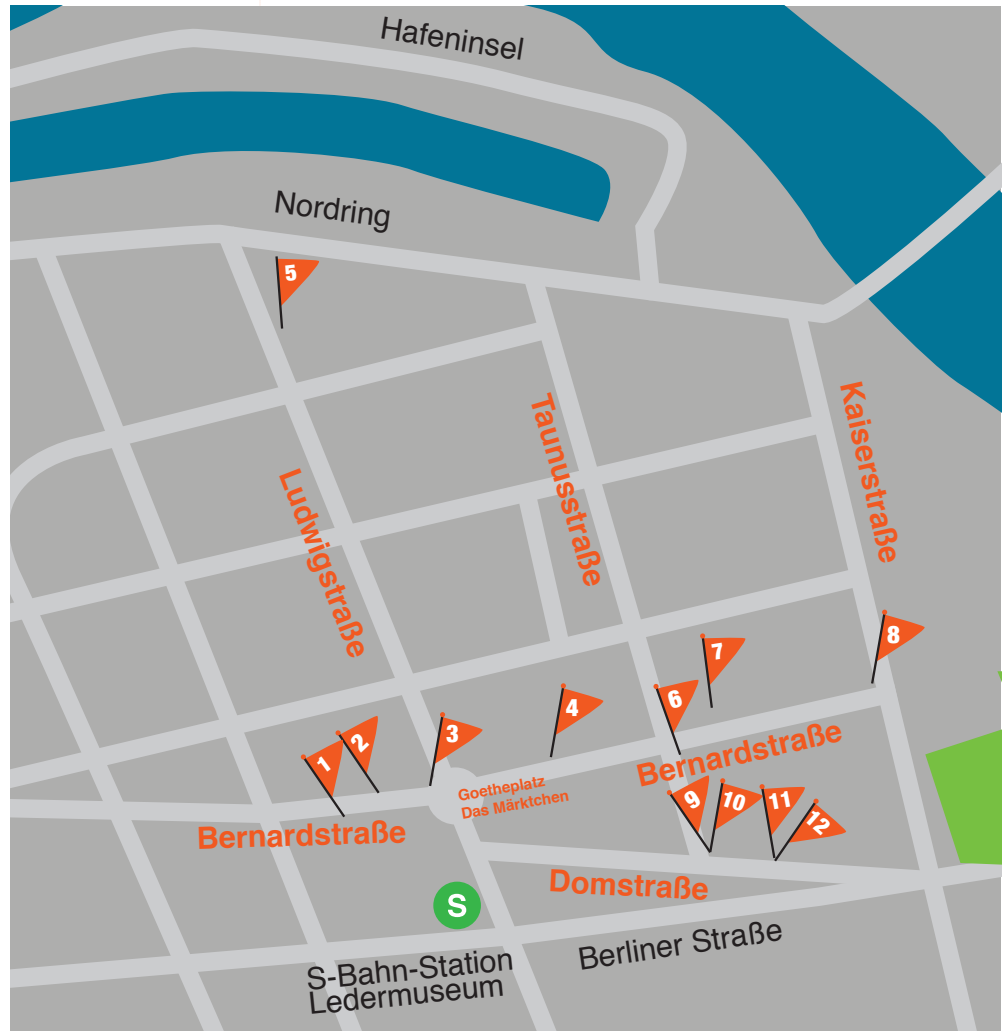 Hafeninsel
Nordring
5
Taunusstraße
Kaiserstraße
Ludwigstraße
8
7
6
4
3
2
1
Bernardstraße
Goetheplatz
Das Märktchen
Bernardstraße
9
10
11
12
Domstraße
S
Berliner Straße
S-Bahn-Station
Ledermuseum